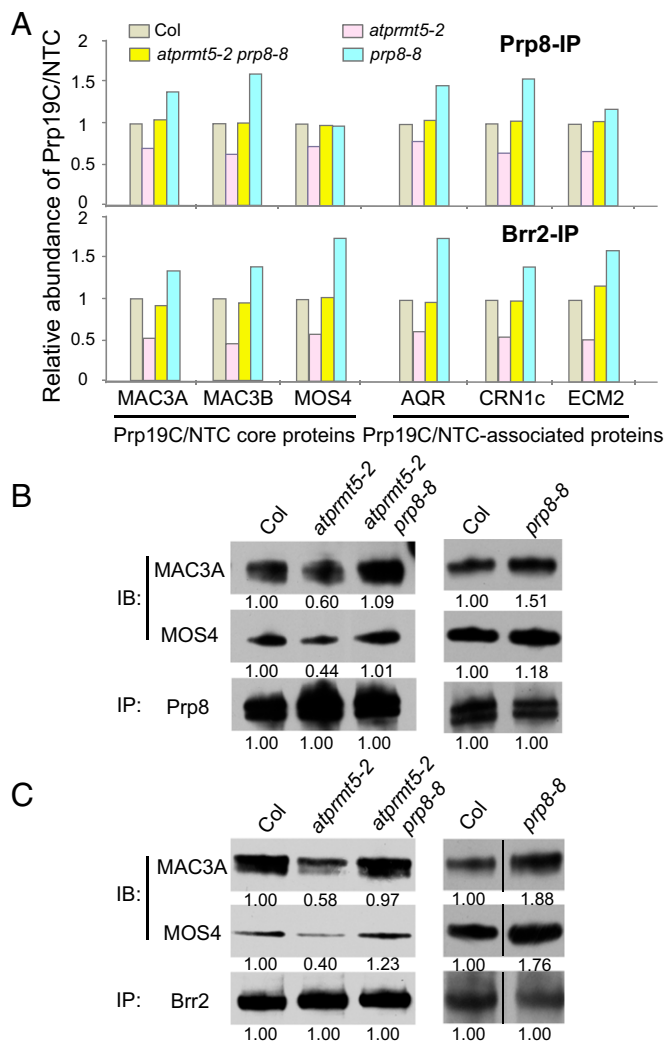 A
Relative abundance of Prp19C/NTC
Col
atprmt5-2
atprmt5-2 prp8-8
prp8-8
Prp8-IP
2
1.5
1
0.5
0
Brr2-IP
2
1.5
1
0.5
0
MAC3A MAC3B MOS4 AQR CRN1c ECM2
Prp19C/NTC core proteins Prp19C/NTC-associated proteins
B
Col atprmt5-2 atprmt5-2 prp8-8 Col prp8-8
IB:
MAC3A
1.00 0.60 1.09 1.00 1.51
MOS4
1.00 0.44 1.01 1.00 1.18
IP: Prp8
1.00 1.00 1.00 1.00 1.00
C
Col atprmt5-2 atprmt5-2 prp8-8 Col prp8-8
IB:
MAC3A
1.00 0.58 0.97 1.00 1.88
MOS4
1.00 0.40 1.23 1.00 1.76
IP: Brr2
1.00 1.00 1.00 1.00 1.00